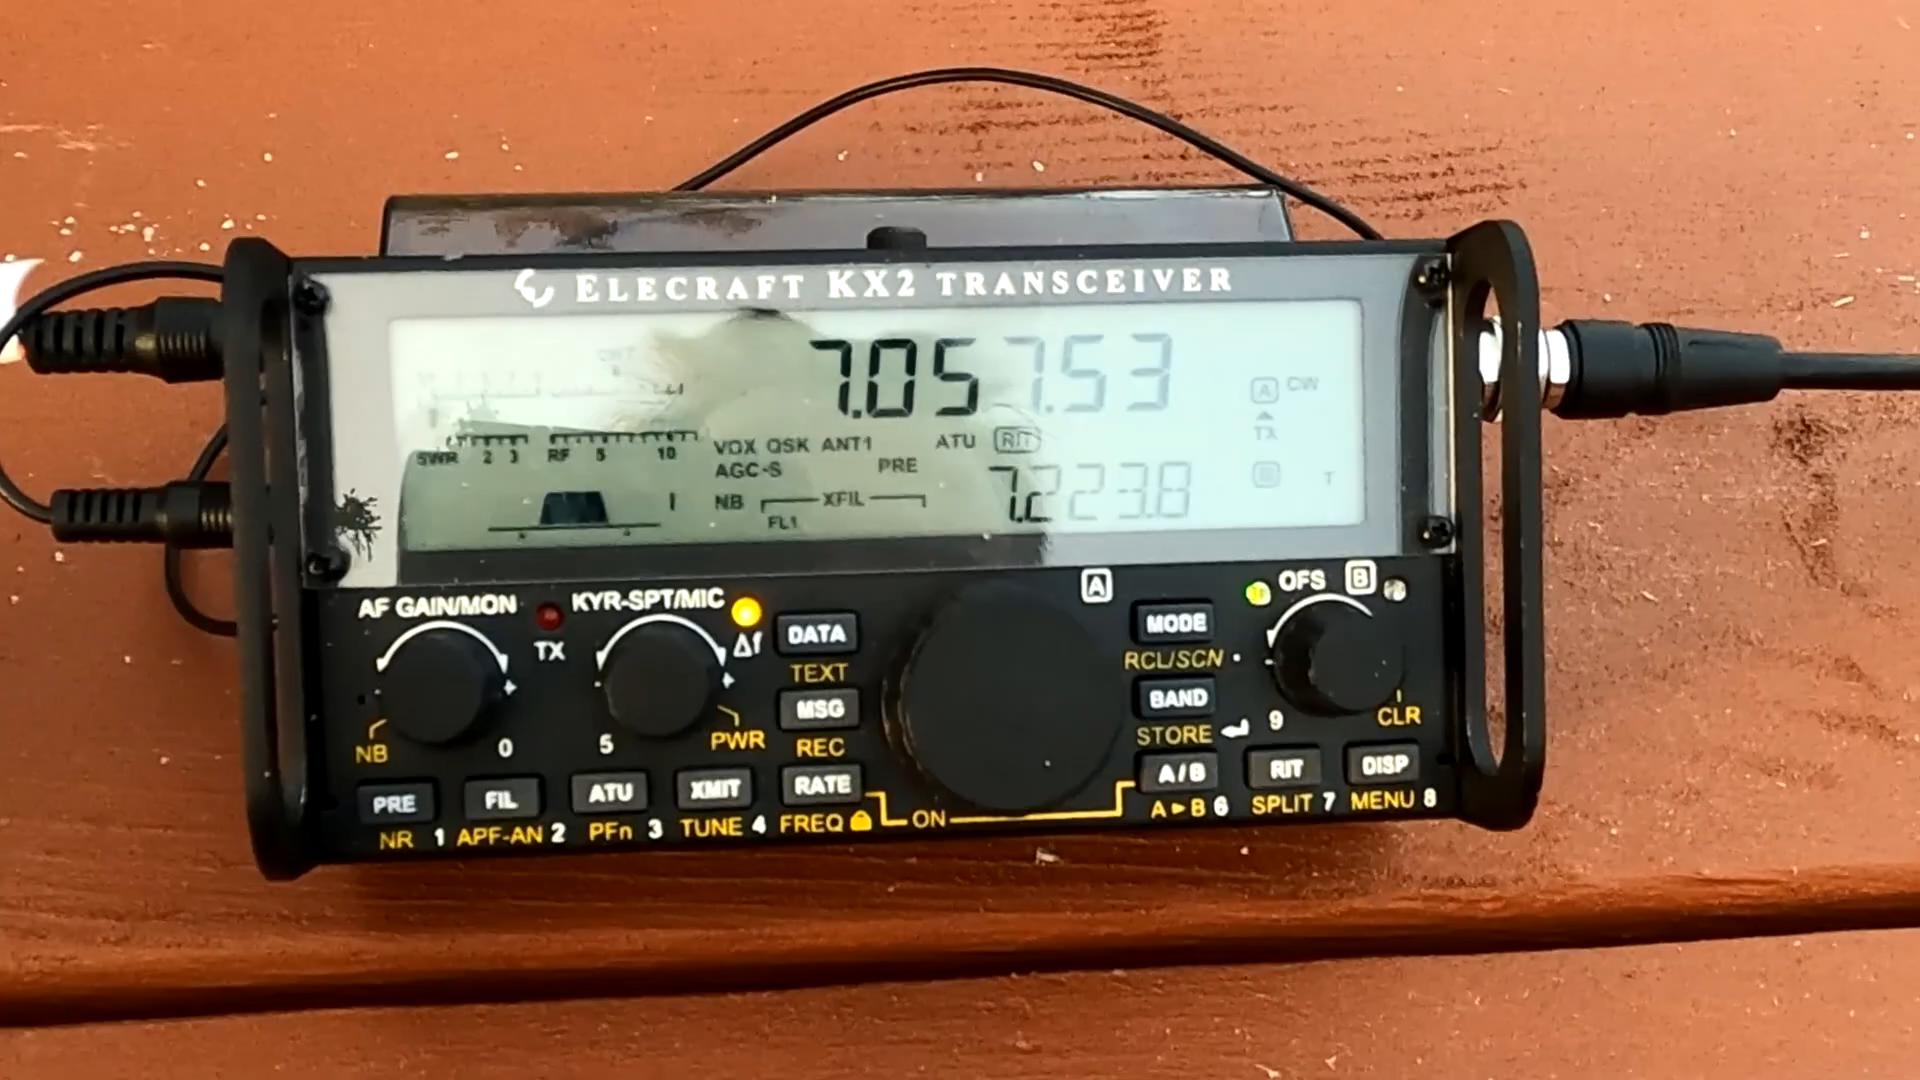 ELECRAFT KX2 TRANSCEIVER
CWT
7.057.53
A CW
TX
SWR 2 3 RF 5 10
VOX QSK ANT1 ATU RIT
AGC-S PRE
7.223.8
B T
NB XFIL
FL1
AF GAIN/MON TX KYR-SPT/MIC Δf
A
OFS B
DATA
TEXT
MODE
RCL/SCN
MSG
REC
BAND
STORE
NB 0 5 PWR
9 CLR
PRE FIL ATU XMIT RATE
A/B RIT DISP
NR 1 APF-AN 2 PFn 3 TUNE 4 FREQ ON
A►B 6 SPLIT 7 MENU 8